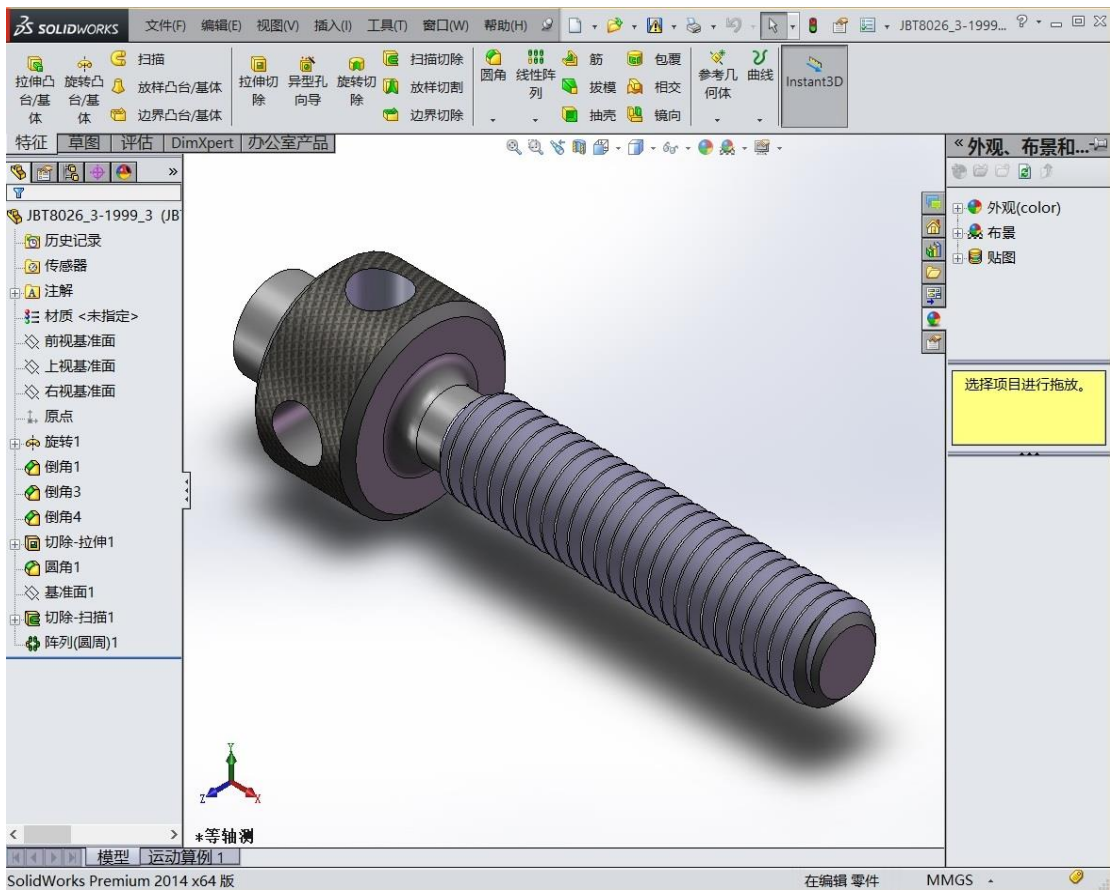 SOLIDWORKS 文件(F) 编辑(E) 视图(V) 插入(I) 工具(T) 窗口(W) 帮助(H) JBT8026_3-1999...
拉伸凸台/基体
旋转凸台/基体
扫描
放样凸台/基体
边界凸台/基体
拉伸切除
异型孔向导
旋转切除
扫描切除
放样切割
边界切除
圆角
线性阵列
筋
拔模
抽壳
包覆
相交
镜向
参考几何体
曲线
Instant3D
特征 草图 评估 DimXpert 办公室产品
JBT8026_3-1999_3 (JB
历史记录
传感器
注解
材质 <未指定>
前视基准面
上视基准面
右视基准面
原点
旋转1
倒角1
倒角3
倒角4
切除-拉伸1
圆角1
基准面1
切除-扫描1
阵列(圆周)1
Y
Z
X
*等轴测
外观、布景和...
外观(color)
布景
贴图
选择项目进行拖放。
模型 运动算例 1
SolidWorks Premium 2014 x64 版 在编辑 零件 MMGS